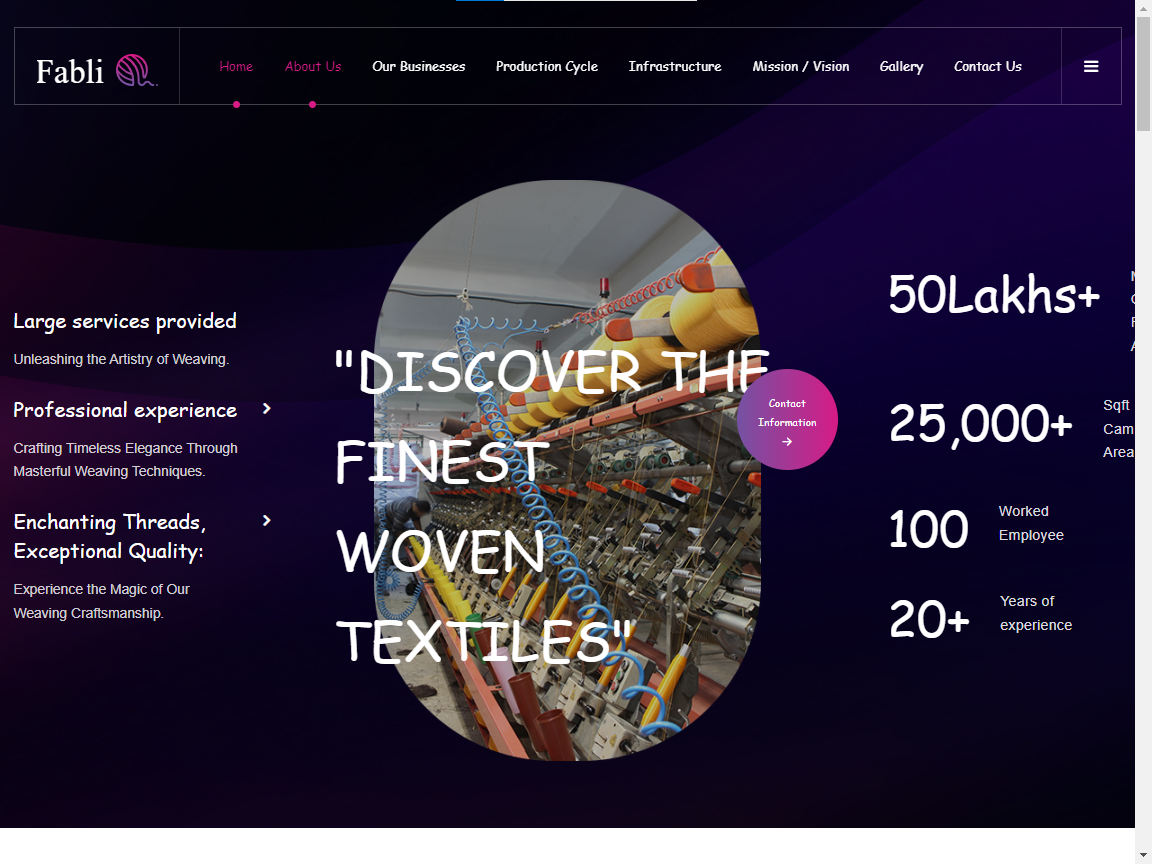 Fabli
Home About Us Our Businesses Production Cycle Infrastructure Mission / Vision Gallery Contact Us
Large services provided
Unleashing the Artistry of Weaving.
Professional experience
Crafting Timeless Elegance Through
Masterful Weaving Techniques.
Enchanting Threads,
Exceptional Quality:
Experience the Magic of Our
Weaving Craftsmanship.
"DISCOVER THE
FINEST
WOVEN
TEXTILES"
Contact
Information
50Lakhs+
25,000+
Sqft
Cam
Area
100
Worked
Employee
20+
Years of
experience